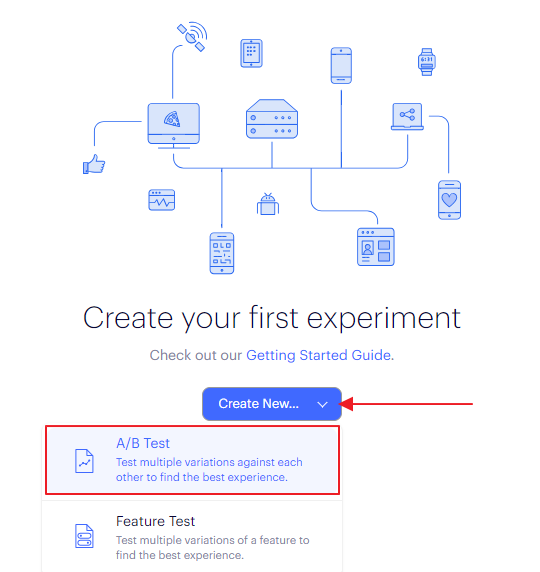 6:31
Create your first experiment
Check out our Getting Started Guide.
Create New...
A/B Test
Test multiple variations against each
other to find the best experience.
Feature Test
Test multiple variations of a feature to
find the best experience.